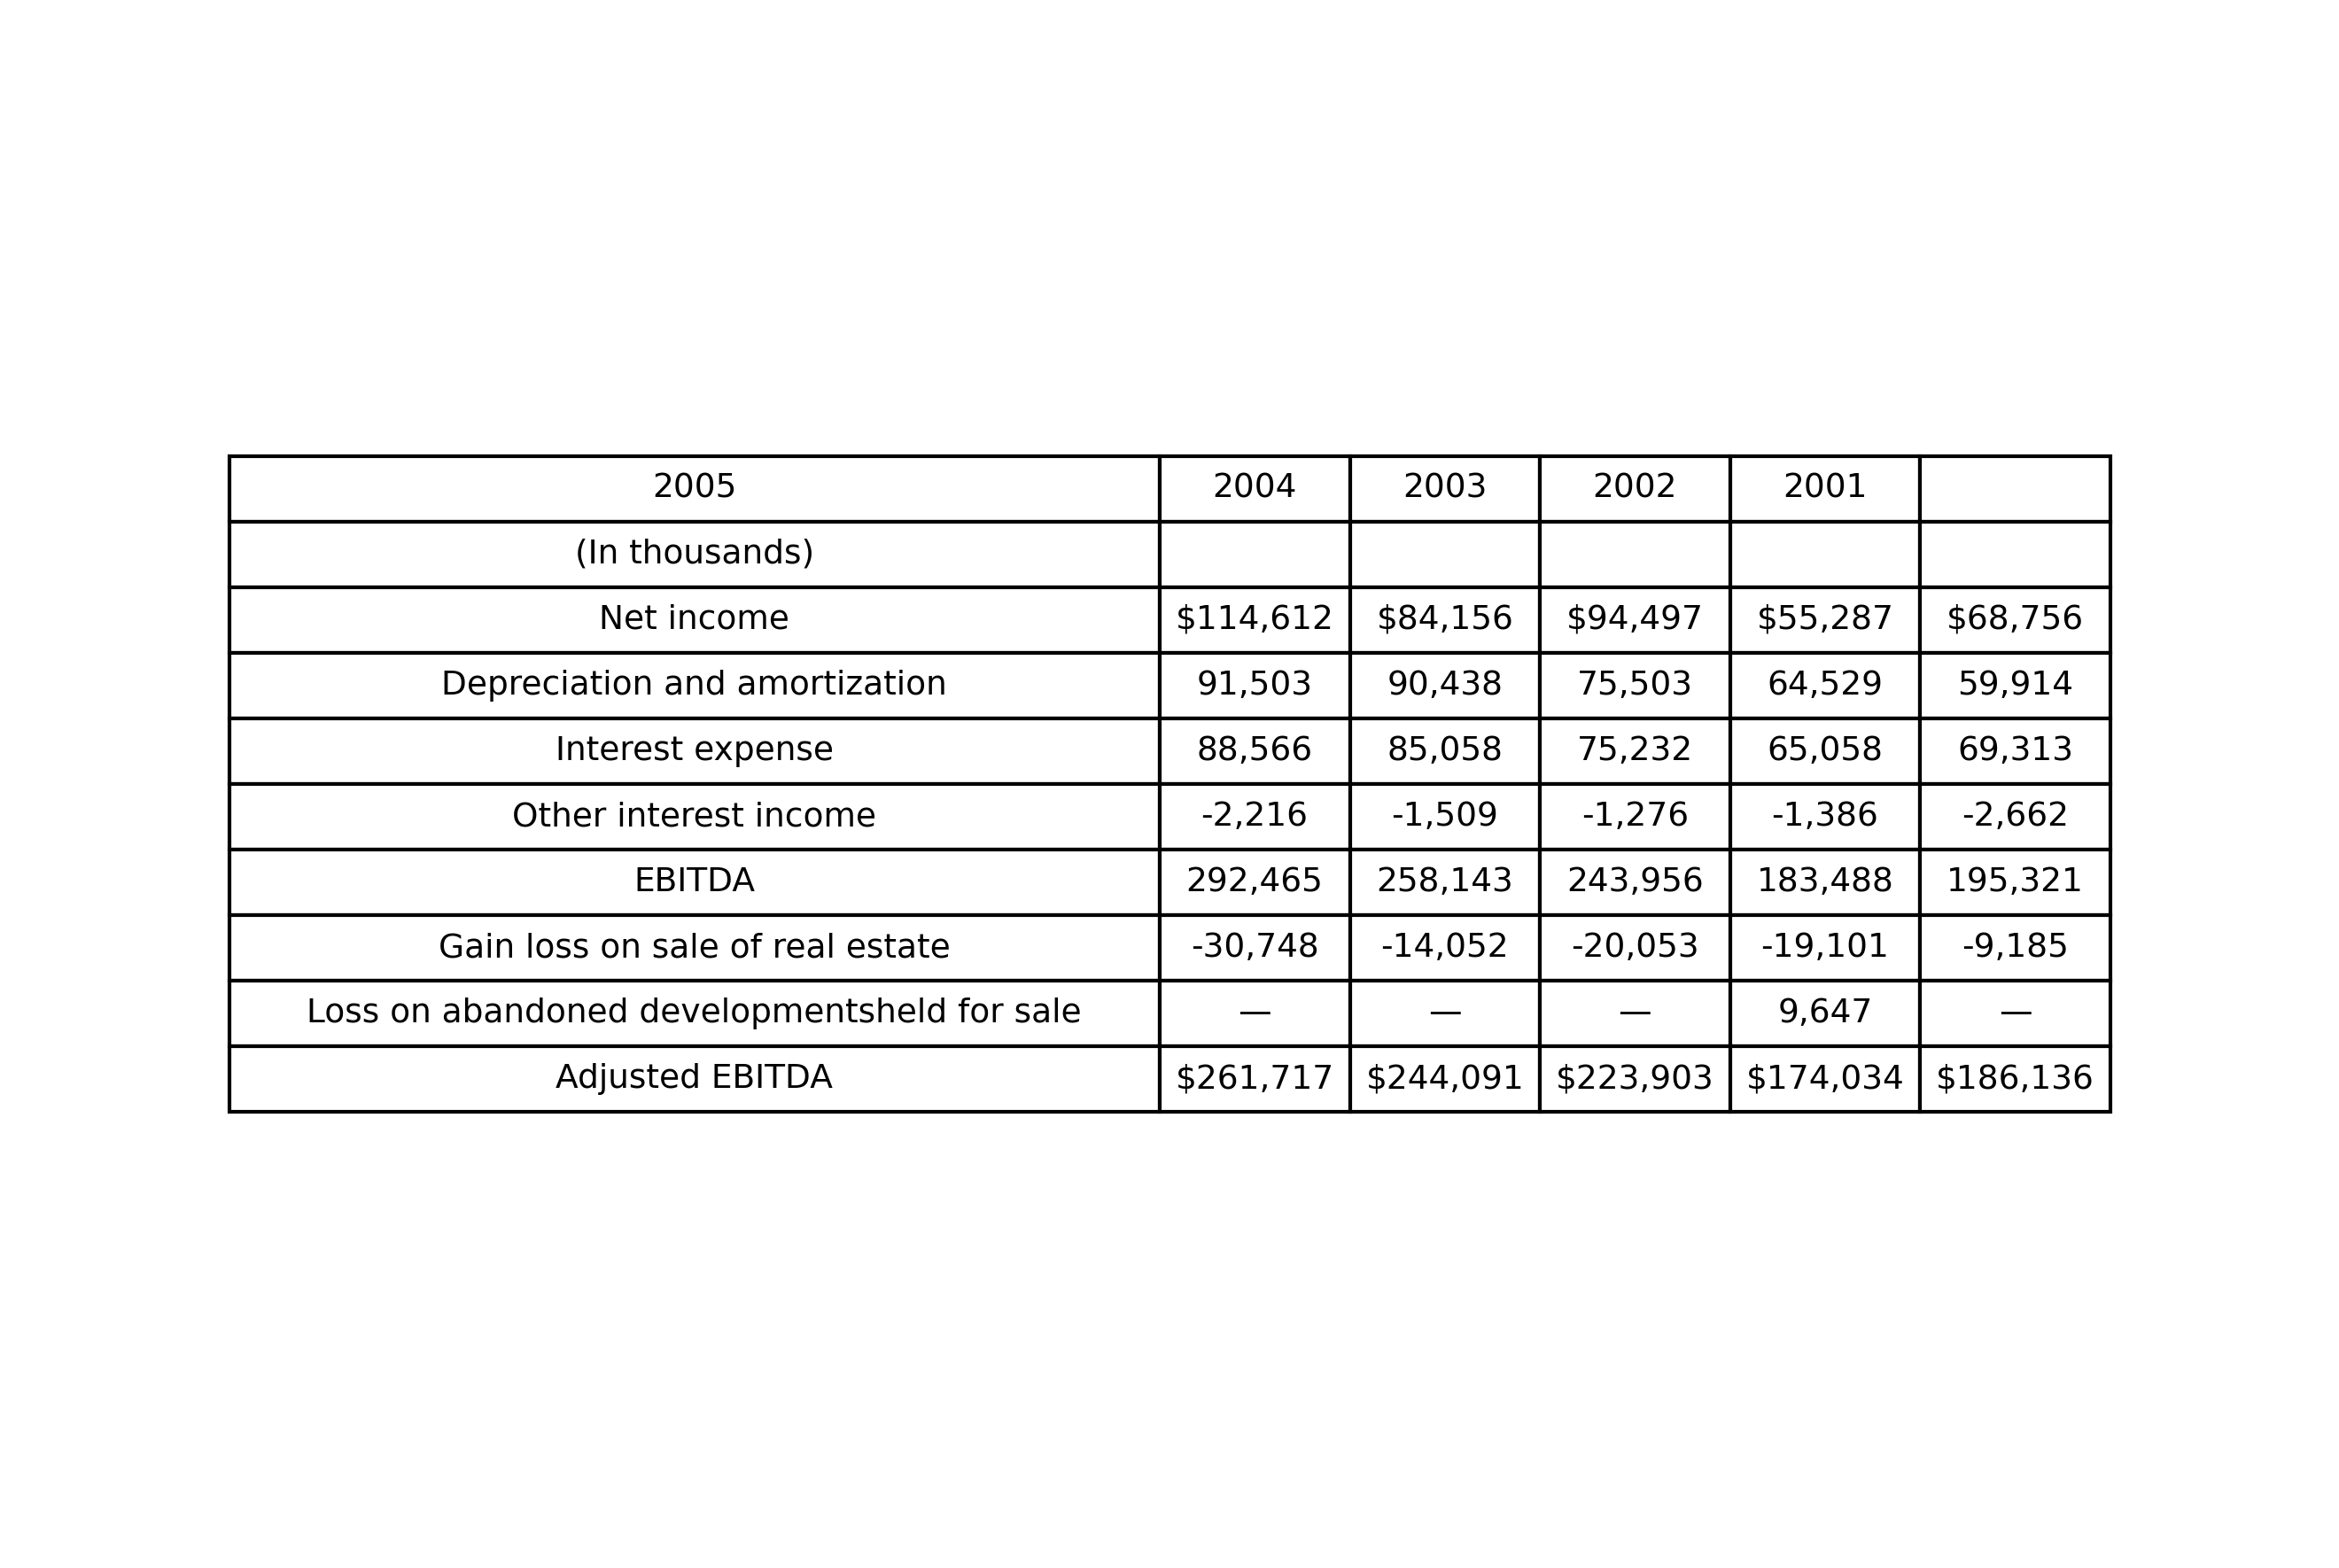 2005 2004 2003 2002 2001
(In thousands)
Net income $114,612 $84,156 $94,497 $55,287 $68,756
Depreciation and amortization 91,503 90,438 75,503 64,529 59,914
Interest expense 88,566 85,058 75,232 65,058 69,313
Other interest income -2,216 -1,509 -1,276 -1,386 -2,662
EBITDA 292,465 258,143 243,956 183,488 195,321
Gain loss on sale of real estate -30,748 -14,052 -20,053 -19,101 -9,185
Loss on abandoned developmentsheld for sale — — — 9,647 —
Adjusted EBITDA $261,717 $244,091 $223,903 $174,034 $186,136